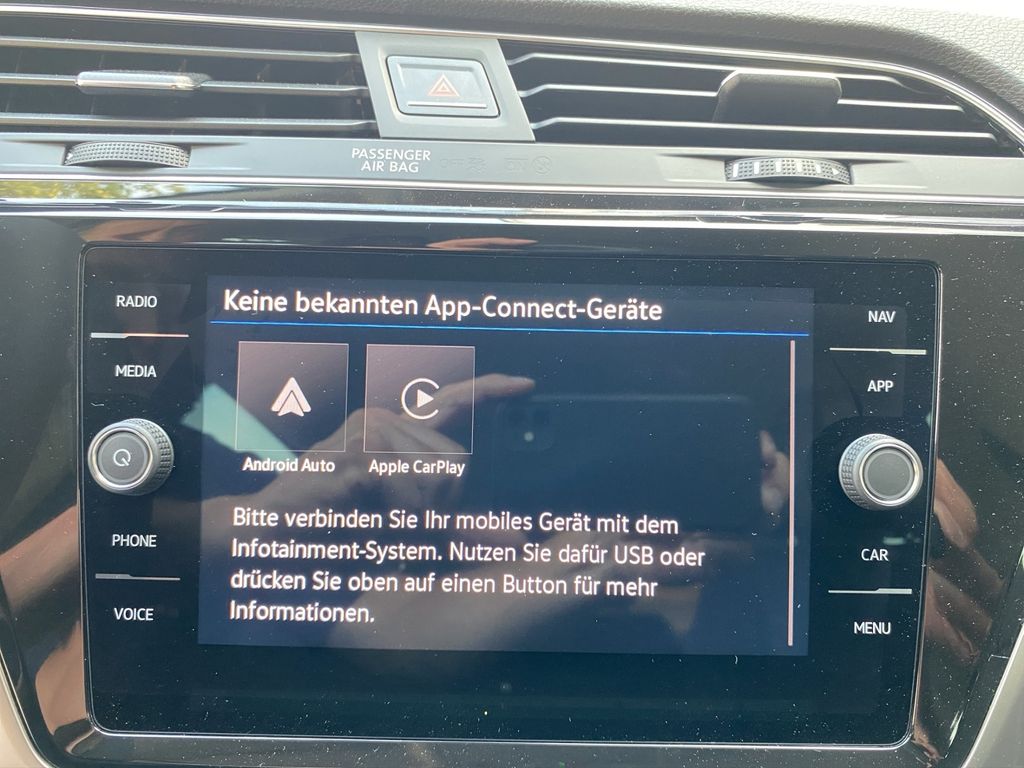 PASSENGER
AIR BAG
RADIO
MEDIA
PHONE
VOICE
Keine bekannten App-Connect-Geräte
Android Auto
Apple CarPlay
Bitte verbinden Sie Ihr mobiles Gerät mit dem
Infotainment-System. Nutzen Sie dafür USB oder
drücken Sie oben auf einen Button für mehr
Informationen.
NAV
APP
CAR
MENU